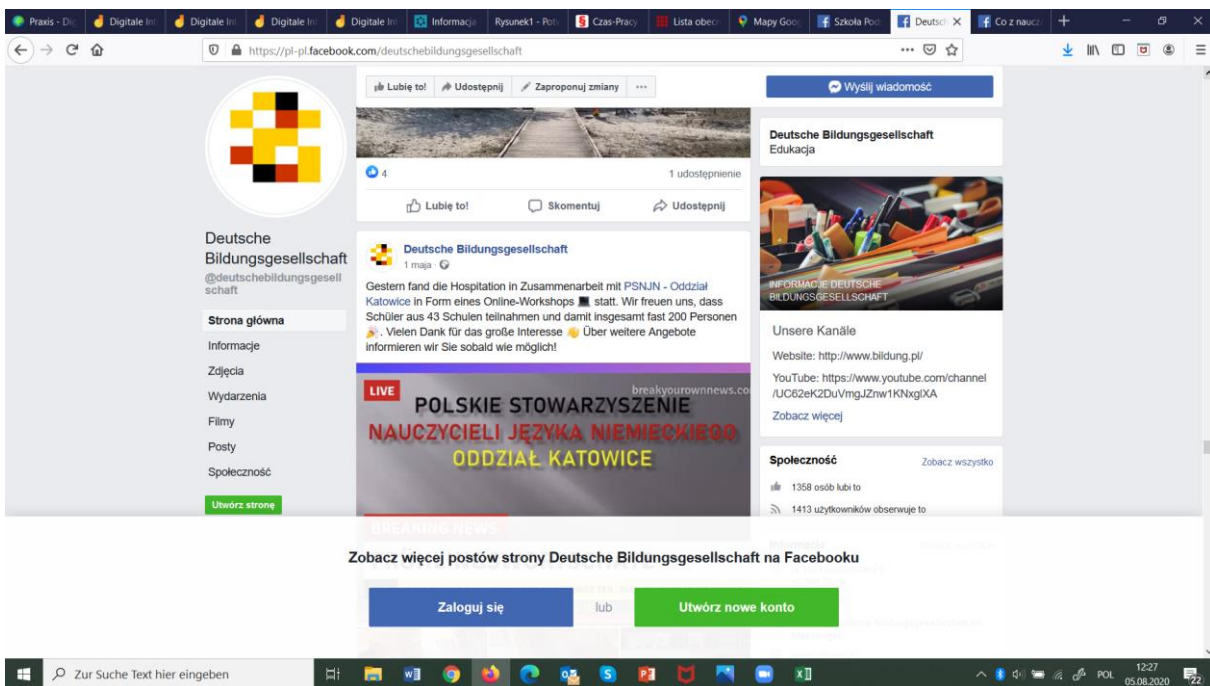 Praxis - Di
Digitale Int
Digitale Int
Digitale Int
Digitale Int
Informacja
Rysunek1 - Potv
Czas-Pracy
Lista obecn
Mapy Goog
Szkoła Pod
Deutsch
Co z naucz
https://pl-pl.facebook.com/deutschebildungsgesellschaft
Lubię to!
Udostępnij
Zaproponuj zmiany
Wyślij wiadomość
Deutsche Bildungsgesellschaft
Edukacja
4
1 udostępnienie
Lubię to!
Skomentuj
Udostępnij
Deutsche
Bildungsgesellschaft
@deutschebildungsgesell
schaft
Strona główna
Informacje
Zdjęcia
Wydarzenia
Filmy
Posty
Społeczność
Utwórz stronę
Deutsche Bildungsgesellschaft
1 maja
Gestern fand die Hospitation in Zusammenarbeit mit PSNJN - Oddział
Katowice in Form eines Online-Workshops statt. Wir freuen uns, dass
Schüler aus 43 Schulen teilnahmen und damit insgesamt fast 200 Personen
. Vielen Dank für das große Interesse Über weitere Angebote
informieren wir Sie sobald wie möglich!
LIVE
breakyourownnews.co
POLSKIE STOWARZYSZENIE
NAUCZYCIELI JĘZYKA NIEMIECKIEGO
ODDZIAŁ KATOWICE
BREAKING NEWS
INFORMACJE DEUTSCHE
BILDUNGSGESELLSCHAFT
Unsere Kanäle
Website: http://www.bildung.pl/
YouTube: https://www.youtube.com/channel
/UC62eK2DuVmgJZnw1KNxglXA
Zobacz więcej
Społeczność
Zobacz wszystko
1358 osób lubi to
1413 użytkowników obserwuje to
Zobacz więcej postów strony Deutsche Bildungsgesellschaft na Facebooku
Zaloguj się
lub
Utwórz nowe konto
Zur Suche Text hier eingeben
POL
12:27
05.08.2020
22